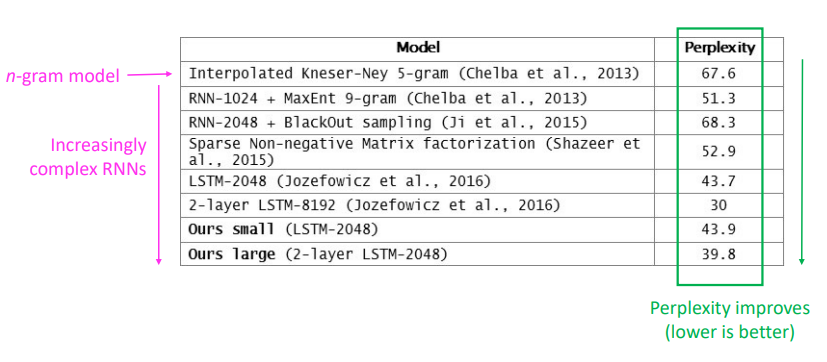 Model Perplexity
n-gram model
Interpolated Kneser-Ney 5-gram (Chelba et al., 2013) 67.6
RNN-1024 + MaxEnt 9-gram (Chelba et al., 2013) 51.3
RNN-2048 + BlackOut sampling (Ji et al., 2015) 68.3
Sparse Non-negative Matrix factorization (Shazeer et
al., 2015) 52.9
LSTM-2048 (Jozefowicz et al., 2016) 43.7
2-layer LSTM-8192 (Jozefowicz et al., 2016) 30
Ours small (LSTM-2048) 43.9
Ours large (2-layer LSTM-2048) 39.8
Increasingly
complex RNNs
Perplexity improves
(lower is better)